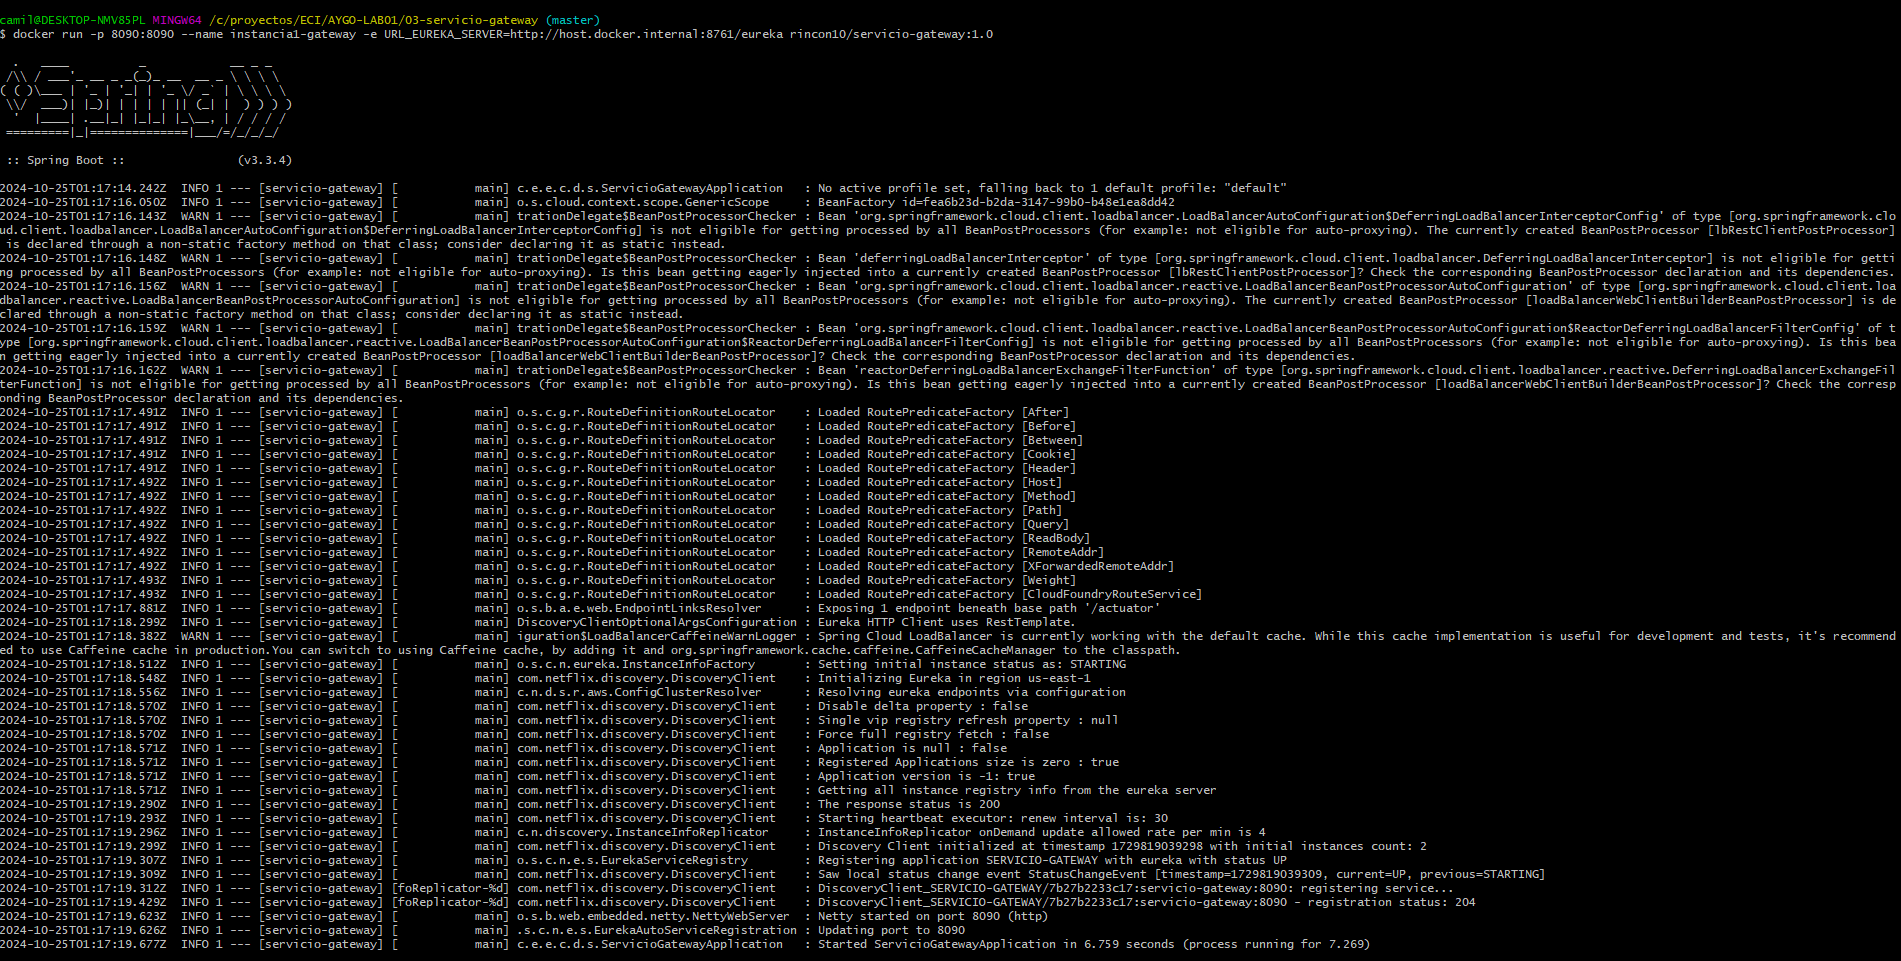 camil@DESKTOP-NMV85PL MINGW64 /c/proyectos/ECI/AYGO-LAB01/03-servicio-gateway (master)
$ docker run -p 8090:8090 --name instancia1-gateway -e URL_EUREKA_SERVER=http://host.docker.internal:8761/eureka rincon10/servicio-gateway:1.0
  .   ____          _            __ _ _
 /\\ / ___'_ __ _ _(_)_ __  __ _ \ \ \ \
( ( )\___ | '_ | '_| | '_ \/ _` | \ \ \ \
 \\/  ___)| |_)| | | | | || (_| |  ) ) ) )
  '  |____| .__|_| |_|_| |_\__, | / / / /
 =========|_|==============|___/=/_/_/_/
 :: Spring Boot ::                (v3.3.4)
2024-10-25T01:17:14.242Z  INFO 1 --- [servicio-gateway] [           main] c.e.e.c.d.s.ServicioGatewayApplication   : No active profile set, falling back to 1 default profile: "default"
2024-10-25T01:17:16.050Z  INFO 1 --- [servicio-gateway] [           main] o.s.cloud.context.scope.GenericScope     : BeanFactory id=fea6b23d-b2da-3147-99b0-b48e1ea8dd42
2024-10-25T01:17:16.143Z  WARN 1 --- [servicio-gateway] [           main] trationDelegate$BeanPostProcessorChecker : Bean 'org.springframework.cloud.client.loadbalancer.LoadBalancerAutoConfiguration$DeferringLoadBalancerInterceptorConfig' of type [org.springframework.clo
ud.client.loadbalancer.LoadBalancerAutoConfiguration$DeferringLoadBalancerInterceptorConfig] is not eligible for getting processed by all BeanPostProcessors (for example: not eligible for auto-proxying). The currently created BeanPostProcessor [lbRestClientPostProcessor]
 is declared through a non-static factory method on that class; consider declaring it as static instead.
2024-10-25T01:17:16.148Z  WARN 1 --- [servicio-gateway] [           main] trationDelegate$BeanPostProcessorChecker : Bean 'deferringLoadBalancerInterceptor' of type [org.springframework.cloud.client.loadbalancer.DeferringLoadBalancerInterceptor] is not eligible for getti
ng processed by all BeanPostProcessors (for example: not eligible for auto-proxying). Is this bean getting eagerly injected into a currently created BeanPostProcessor [lbRestClientPostProcessor]? Check the corresponding BeanPostProcessor declaration and its dependencies.
2024-10-25T01:17:16.156Z  WARN 1 --- [servicio-gateway] [           main] trationDelegate$BeanPostProcessorChecker : Bean 'org.springframework.cloud.client.loadbalancer.reactive.LoadBalancerBeanPostProcessorAutoConfiguration' of type [org.springframework.cloud.client.loa
dbalancer.reactive.LoadBalancerBeanPostProcessorAutoConfiguration] is not eligible for getting processed by all BeanPostProcessors (for example: not eligible for auto-proxying). The currently created BeanPostProcessor [loadBalancerWebClientBuilderBeanPostProcessor] is de
clared through a non-static factory method on that class; consider declaring it as static instead.
2024-10-25T01:17:16.159Z  WARN 1 --- [servicio-gateway] [           main] trationDelegate$BeanPostProcessorChecker : Bean 'org.springframework.cloud.client.loadbalancer.reactive.LoadBalancerBeanPostProcessorAutoConfiguration$ReactorDeferringLoadBalancerFilterConfig' of t
ype [org.springframework.cloud.client.loadbalancer.reactive.LoadBalancerBeanPostProcessorAutoConfiguration$ReactorDeferringLoadBalancerFilterConfig] is not eligible for getting processed by all BeanPostProcessors (for example: not eligible for auto-proxying). Is this bea
n getting eagerly injected into a currently created BeanPostProcessor [loadBalancerWebClientBuilderBeanPostProcessor]? Check the corresponding BeanPostProcessor declaration and its dependencies.
2024-10-25T01:17:16.162Z  WARN 1 --- [servicio-gateway] [           main] trationDelegate$BeanPostProcessorChecker : Bean 'reactorDeferringLoadBalancerExchangeFilterFunction' of type [org.springframework.cloud.client.loadbalancer.reactive.DeferringLoadBalancerExchangeFil
terFunction] is not eligible for getting processed by all BeanPostProcessors (for example: not eligible for auto-proxying). Is this bean getting eagerly injected into a currently created BeanPostProcessor [loadBalancerWebClientBuilderBeanPostProcessor]? Check the corresp
onding BeanPostProcessor declaration and its dependencies.
2024-10-25T01:17:17.491Z  INFO 1 --- [servicio-gateway] [           main] o.s.c.g.r.RouteDefinitionRouteLocator    : Loaded RoutePredicateFactory [After]
2024-10-25T01:17:17.491Z  INFO 1 --- [servicio-gateway] [           main] o.s.c.g.r.RouteDefinitionRouteLocator    : Loaded RoutePredicateFactory [Before]
2024-10-25T01:17:17.491Z  INFO 1 --- [servicio-gateway] [           main] o.s.c.g.r.RouteDefinitionRouteLocator    : Loaded RoutePredicateFactory [Between]
2024-10-25T01:17:17.491Z  INFO 1 --- [servicio-gateway] [           main] o.s.c.g.r.RouteDefinitionRouteLocator    : Loaded RoutePredicateFactory [Cookie]
2024-10-25T01:17:17.491Z  INFO 1 --- [servicio-gateway] [           main] o.s.c.g.r.RouteDefinitionRouteLocator    : Loaded RoutePredicateFactory [Header]
2024-10-25T01:17:17.492Z  INFO 1 --- [servicio-gateway] [           main] o.s.c.g.r.RouteDefinitionRouteLocator    : Loaded RoutePredicateFactory [Host]
2024-10-25T01:17:17.492Z  INFO 1 --- [servicio-gateway] [           main] o.s.c.g.r.RouteDefinitionRouteLocator    : Loaded RoutePredicateFactory [Method]
2024-10-25T01:17:17.492Z  INFO 1 --- [servicio-gateway] [           main] o.s.c.g.r.RouteDefinitionRouteLocator    : Loaded RoutePredicateFactory [Path]
2024-10-25T01:17:17.492Z  INFO 1 --- [servicio-gateway] [           main] o.s.c.g.r.RouteDefinitionRouteLocator    : Loaded RoutePredicateFactory [Query]
2024-10-25T01:17:17.492Z  INFO 1 --- [servicio-gateway] [           main] o.s.c.g.r.RouteDefinitionRouteLocator    : Loaded RoutePredicateFactory [ReadBody]
2024-10-25T01:17:17.492Z  INFO 1 --- [servicio-gateway] [           main] o.s.c.g.r.RouteDefinitionRouteLocator    : Loaded RoutePredicateFactory [RemoteAddr]
2024-10-25T01:17:17.492Z  INFO 1 --- [servicio-gateway] [           main] o.s.c.g.r.RouteDefinitionRouteLocator    : Loaded RoutePredicateFactory [XForwardedRemoteAddr]
2024-10-25T01:17:17.493Z  INFO 1 --- [servicio-gateway] [           main] o.s.c.g.r.RouteDefinitionRouteLocator    : Loaded RoutePredicateFactory [Weight]
2024-10-25T01:17:17.493Z  INFO 1 --- [servicio-gateway] [           main] o.s.c.g.r.RouteDefinitionRouteLocator    : Loaded RoutePredicateFactory [CloudFoundryRouteService]
2024-10-25T01:17:17.881Z  INFO 1 --- [servicio-gateway] [           main] o.s.b.a.e.web.EndpointLinksResolver      : Exposing 1 endpoint beneath base path '/actuator'
2024-10-25T01:17:18.299Z  INFO 1 --- [servicio-gateway] [           main] DiscoveryClientOptionalArgsConfiguration : Eureka HTTP Client uses RestTemplate.
2024-10-25T01:17:18.382Z  WARN 1 --- [servicio-gateway] [           main] iguration$LoadBalancerCaffeineWarnLogger : Spring Cloud LoadBalancer is currently working with the default cache. While this cache implementation is useful for development and tests, it's recommend
ed to use Caffeine cache in production.You can switch to using Caffeine cache, by adding it and org.springframework.cache.caffeine.CaffeineCacheManager to the classpath.
2024-10-25T01:17:18.512Z  INFO 1 --- [servicio-gateway] [           main] o.s.c.n.eureka.InstanceInfoFactory       : Setting initial instance status as: STARTING
2024-10-25T01:17:18.548Z  INFO 1 --- [servicio-gateway] [           main] com.netflix.discovery.DiscoveryClient    : Initializing Eureka in region us-east-1
2024-10-25T01:17:18.556Z  INFO 1 --- [servicio-gateway] [           main] c.n.d.s.r.aws.ConfigClusterResolver      : Resolving eureka endpoints via configuration
2024-10-25T01:17:18.570Z  INFO 1 --- [servicio-gateway] [           main] com.netflix.discovery.DiscoveryClient    : Disable delta property : false
2024-10-25T01:17:18.570Z  INFO 1 --- [servicio-gateway] [           main] com.netflix.discovery.DiscoveryClient    : Single vip registry refresh property : null
2024-10-25T01:17:18.570Z  INFO 1 --- [servicio-gateway] [           main] com.netflix.discovery.DiscoveryClient    : Force full registry fetch : false
2024-10-25T01:17:18.571Z  INFO 1 --- [servicio-gateway] [           main] com.netflix.discovery.DiscoveryClient    : Application is null : false
2024-10-25T01:17:18.571Z  INFO 1 --- [servicio-gateway] [           main] com.netflix.discovery.DiscoveryClient    : Registered Applications size is zero : true
2024-10-25T01:17:18.571Z  INFO 1 --- [servicio-gateway] [           main] com.netflix.discovery.DiscoveryClient    : Application version is -1: true
2024-10-25T01:17:18.571Z  INFO 1 --- [servicio-gateway] [           main] com.netflix.discovery.DiscoveryClient    : Getting all instance registry info from the eureka server
2024-10-25T01:17:19.290Z  INFO 1 --- [servicio-gateway] [           main] com.netflix.discovery.DiscoveryClient    : The response status is 200
2024-10-25T01:17:19.293Z  INFO 1 --- [servicio-gateway] [           main] com.netflix.discovery.DiscoveryClient    : Starting heartbeat executor: renew interval is: 30
2024-10-25T01:17:19.296Z  INFO 1 --- [servicio-gateway] [           main] c.n.discovery.InstanceInfoReplicator     : InstanceInfoReplicator onDemand update allowed rate per min is 4
2024-10-25T01:17:19.299Z  INFO 1 --- [servicio-gateway] [           main] com.netflix.discovery.DiscoveryClient    : Discovery Client initialized at timestamp 1729819039298 with initial instances count: 2
2024-10-25T01:17:19.307Z  INFO 1 --- [servicio-gateway] [           main] o.s.c.n.e.s.EurekaServiceRegistry        : Registering application SERVICIO-GATEWAY with eureka with status UP
2024-10-25T01:17:19.309Z  INFO 1 --- [servicio-gateway] [           main] com.netflix.discovery.DiscoveryClient    : Saw local status change event StatusChangeEvent [timestamp=1729819039309, current=UP, previous=STARTING]
2024-10-25T01:17:19.312Z  INFO 1 --- [servicio-gateway] [foReplicator-%d] com.netflix.discovery.DiscoveryClient    : DiscoveryClient_SERVICIO-GATEWAY/7b27b2233c17:servicio-gateway:8090: registering service...
2024-10-25T01:17:19.429Z  INFO 1 --- [servicio-gateway] [foReplicator-%d] com.netflix.discovery.DiscoveryClient    : DiscoveryClient_SERVICIO-GATEWAY/7b27b2233c17:servicio-gateway:8090 - registration status: 204
2024-10-25T01:17:19.623Z  INFO 1 --- [servicio-gateway] [           main] o.s.b.web.embedded.netty.NettyWebServer  : Netty started on port 8090 (http)
2024-10-25T01:17:19.626Z  INFO 1 --- [servicio-gateway] [           main] .s.c.n.e.s.EurekaAutoServiceRegistration : Updating port to 8090
2024-10-25T01:17:19.677Z  INFO 1 --- [servicio-gateway] [           main] c.e.e.c.d.s.ServicioGatewayApplication   : Started ServicioGatewayApplication in 6.759 seconds (process running for 7.269)